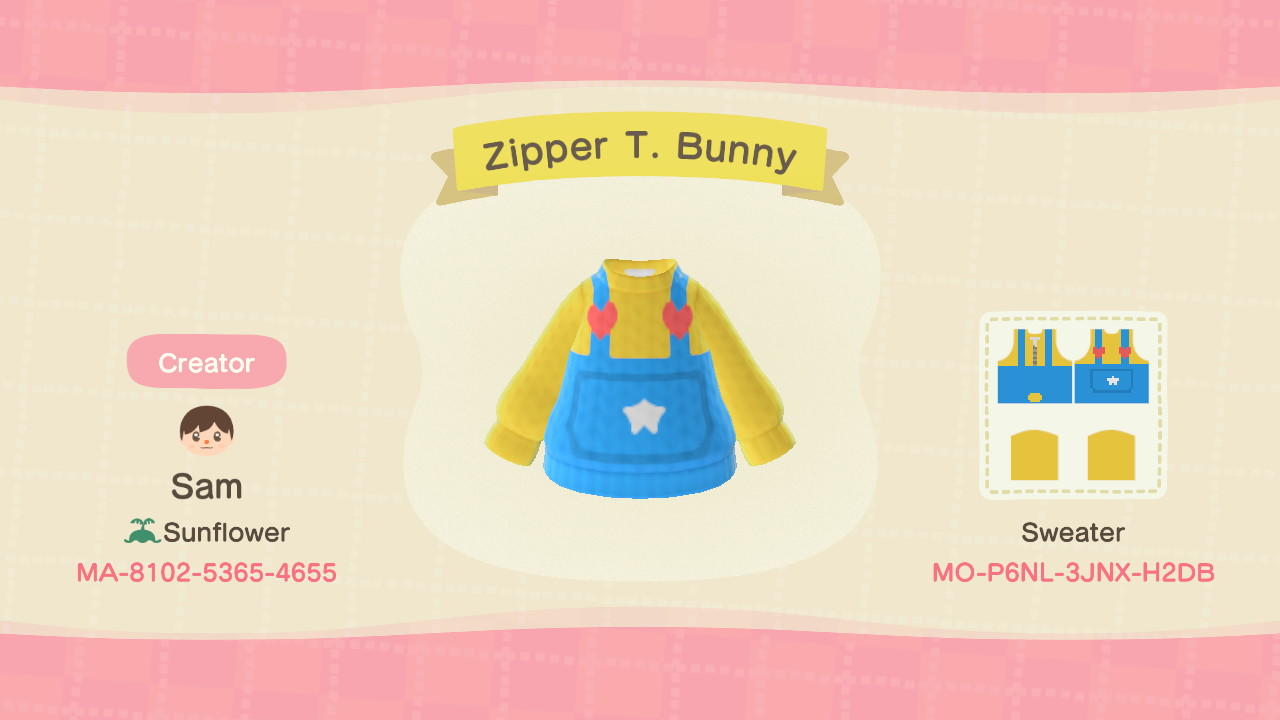 Zipper T. Bunny
Creator
Sam
Sunflower
MA-8102-5365-4655
Sweater
MO-P6NL-3JNX-H2DB